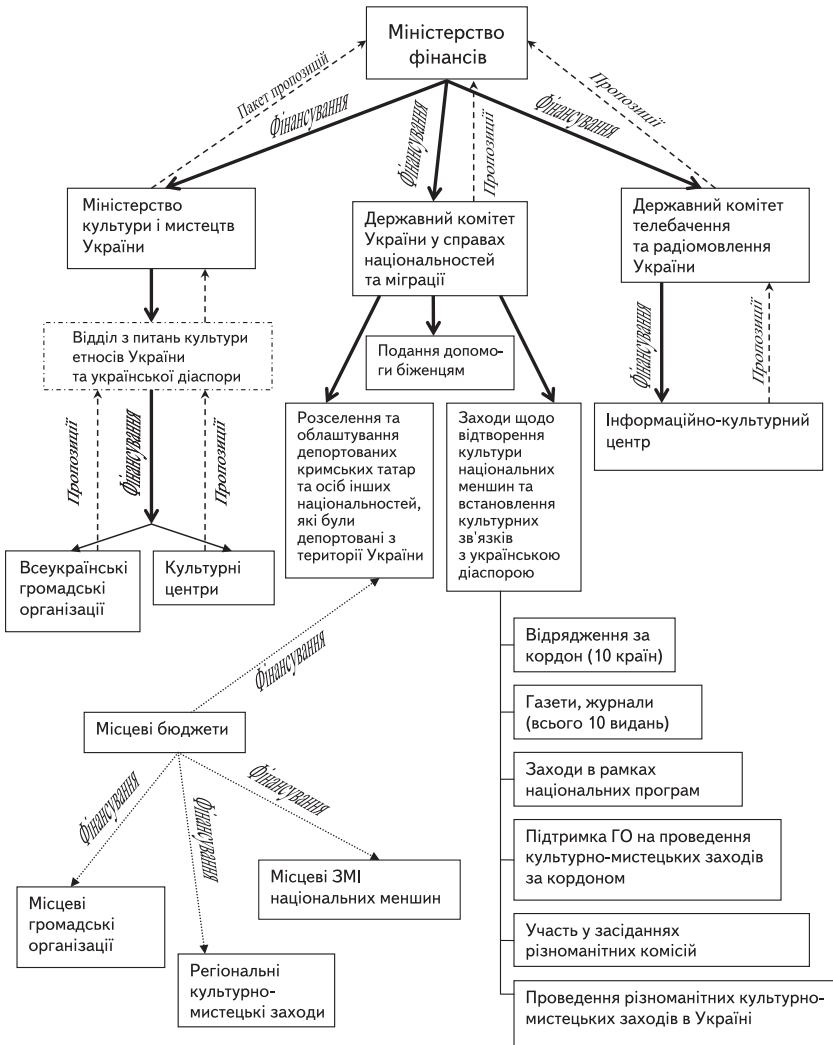 Міністерство
фінансів
Пакет пропозицій
Фінансування
Фінансування
Пропозиції
Фінансування
Пропозиції
Міністерство
культури і мистецтв
України
Державний комітет
України у справах
національностей
та міграції
Державний комітет
телебачення
та радіомовлення
України
Відділ з питань культури
етносів України
та української діаспори
Подання допомо-
ги біженцям
Фінансування
Пропозиції
Пропозиції
Фінансування
Пропозиції
Розселення та
облаштування
депортованих
кримських татар
та осіб інших
національностей,
які були
депортовані з
території України
Заходи щодо
відтворення
культури
національних
меншин та
встановлення
культурних
зв'язків
з українською
діаспорою
Інформаційно-культурний
центр
Всеукраїнські
громадські
організації
Культурні
центри
Відрядження за
кордон (10 країн)
Фінансування
Газети, журнали
(всього 10 видань)
Місцеві бюджети
Заходи в рамках
національних програм
Фінансування
Фінансування
Фінансування
Підтримка ГО на проведення
культурно-мистецьких заходів
за кордоном
Місцеві ЗМІ
національних меншин
Місцеві
громадські
організації
Участь у засіданнях
різноманітних комісій
Регіональні
культурно-
мистецькі заходи
Проведення різноманітних культурно-
мистецьких заходів в Україні